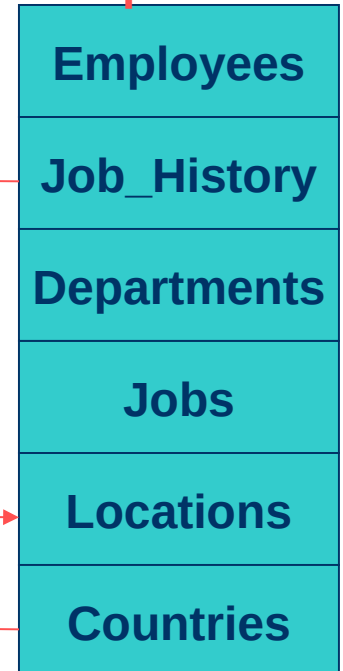 Employees
Job_History
Departments
Jobs
Locations
Countries